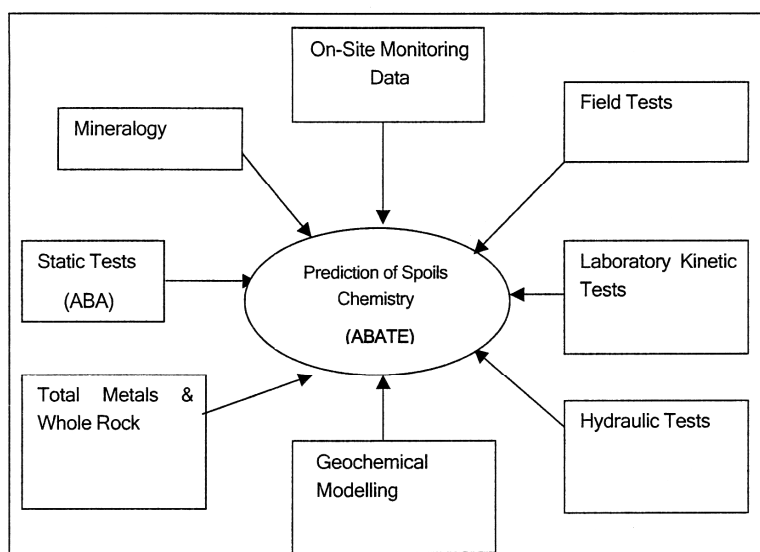 On-Site Monitoring
Data
Field Tests
Mineralogy
Static Tests
(ABA)
Prediction of Spoils
Chemistry
(ABATE)
Laboratory Kinetic
Tests
Total Metals &
Whole Rock
Geochemical
Modelling
Hydraulic Tests